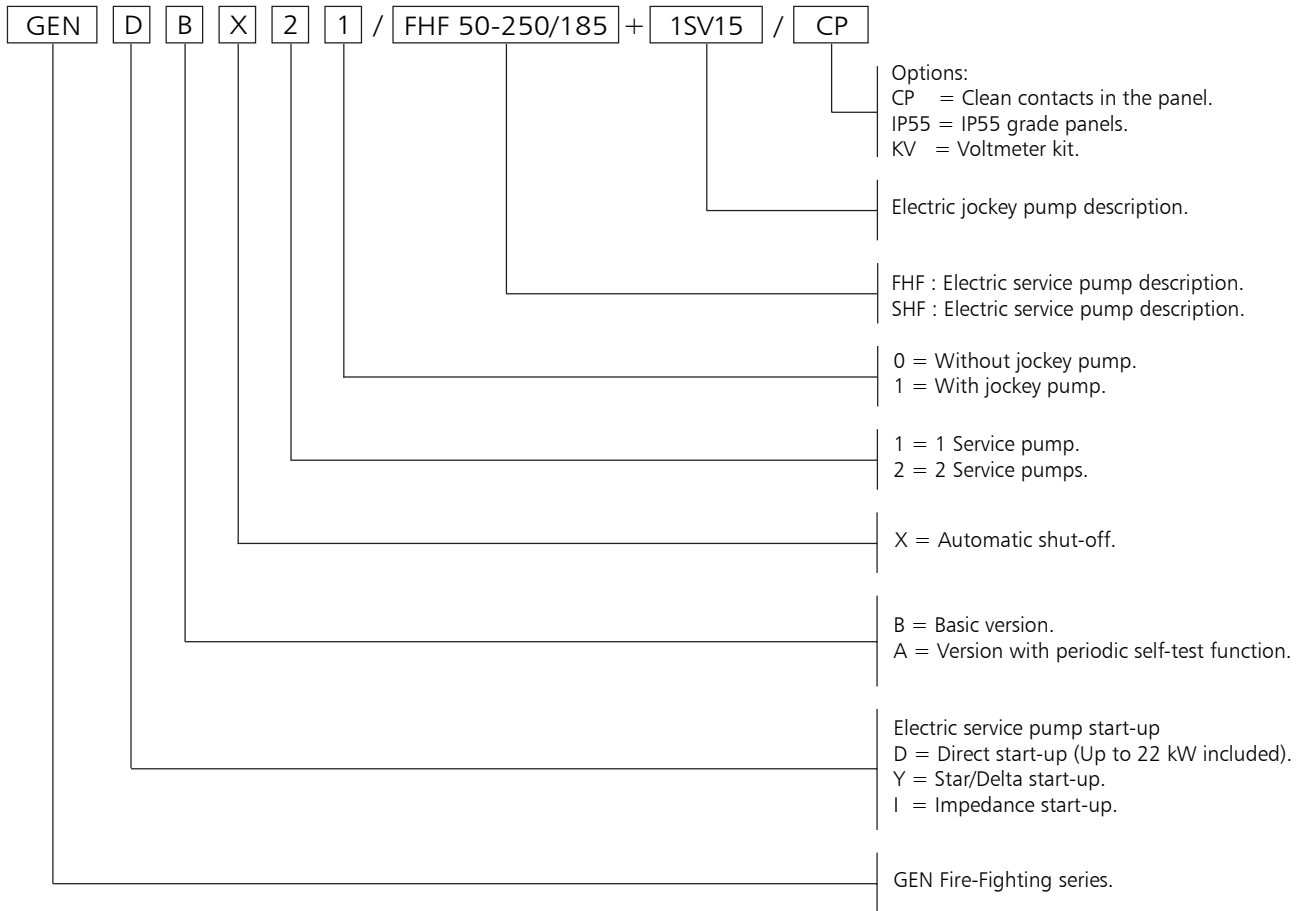 GEN D B X 2 1 / FHF 50-250/185 + 1SV15 / CP
Options:
CP = Clean contacts in the panel.
IP55 = IP55 grade panels.
KV = Voltmeter kit.
Electric jockey pump description.
FHF : Electric service pump description.
SHF : Electric service pump description.
0 = Without jockey pump.
1 = With jockey pump.
1 = 1 Service pump.
2 = 2 Service pumps.
X = Automatic shut-off.
B = Basic version.
A = Version with periodic self-test function.
Electric service pump start-up
D = Direct start-up (Up to 22 kW included).
Y = Star/Delta start-up.
I = Impedance start-up.
GEN Fire-Fighting series.